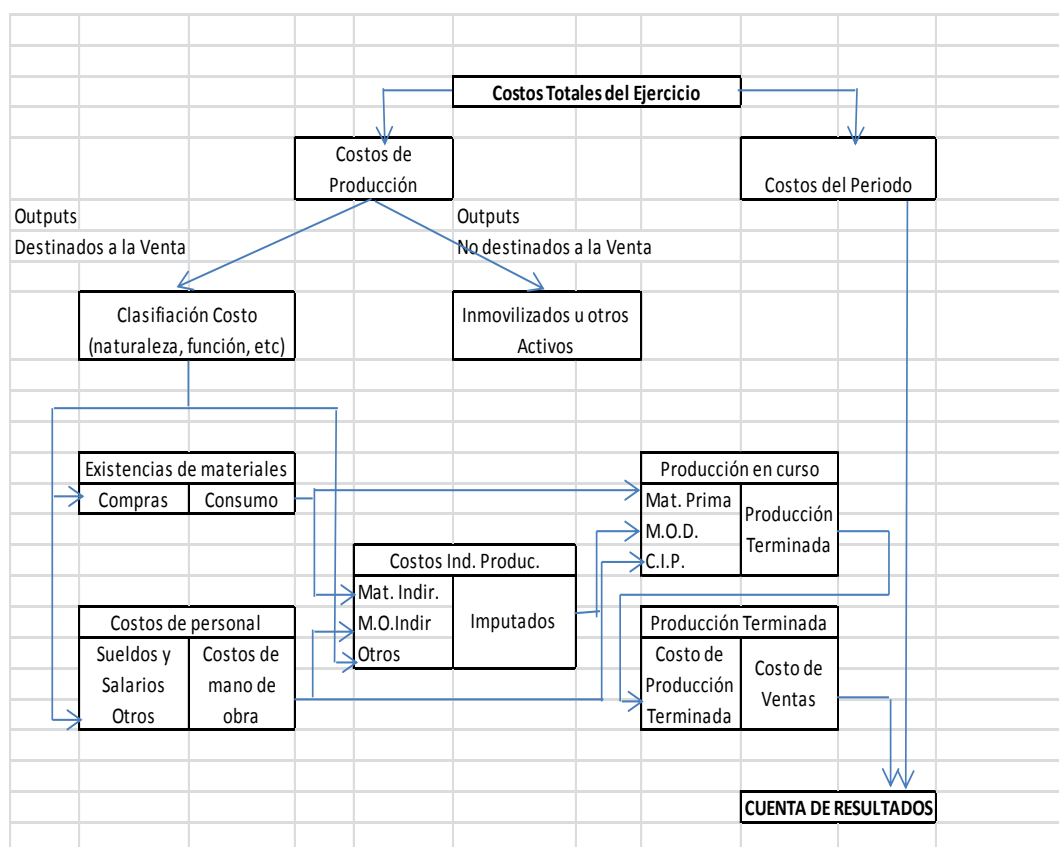 Costos Totales del Ejercicio
Costos de
Producción
Costos del Periodo
Outputs
Destinados a la Venta
Outputs
No destinados a la Venta
Clasifiación Costo
(naturaleza, función, etc)
Inmovilizados u otros
Activos
Existencias de materiales
Compras
Consumo
Producción en curso
Mat. Prima
M.O.D.
C.I.P.
Producción
Terminada
Costos Ind. Produc.
Mat. Indir.
M.O.Indir
Otros
Imputados
Costos de personal
Sueldos y
Salarios
Otros
Costos de
mano de
obra
Producción Terminada
Costo de
Producción
Terminada
Costo de
Ventas
CUENTA DE RESULTADOS